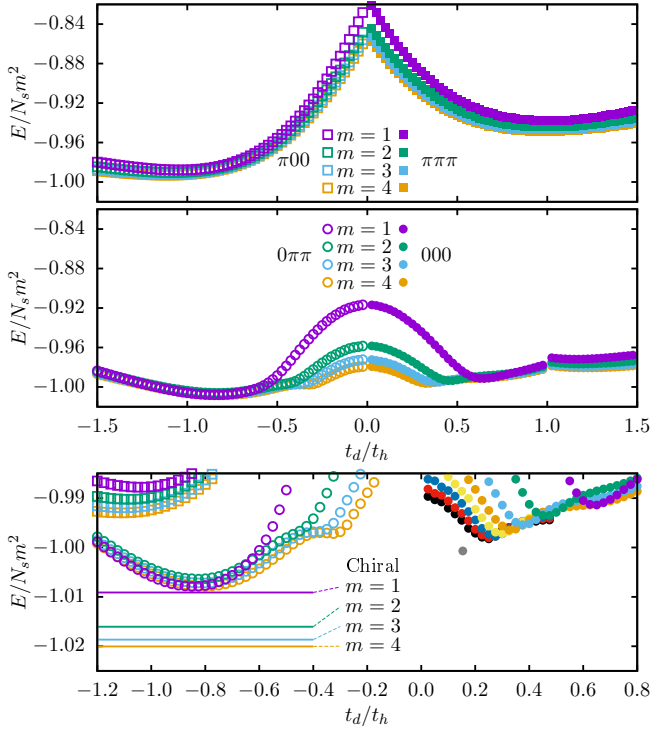 E/N_s m^2
−0.84
−0.88
−0.92
−0.96
−1.00
π00
m = 1
m = 2
m = 3
m = 4
πππ
E/N_s m^2
−0.84
−0.88
−0.92
−0.96
−1.00
0ππ
m = 1
m = 2
m = 3
m = 4
000
−1.5 −1.0 −0.5 0.0 0.5 1.0 1.5
t_d/t_h
E/N_s m^2
−0.99
−1.00
−1.01
−1.02
Chiral
m = 1
m = 2
m = 3
m = 4
−1.2 −1.0 −0.8 −0.6 −0.4 −0.2 0.0 0.2 0.4 0.6 0.8
t_d/t_h